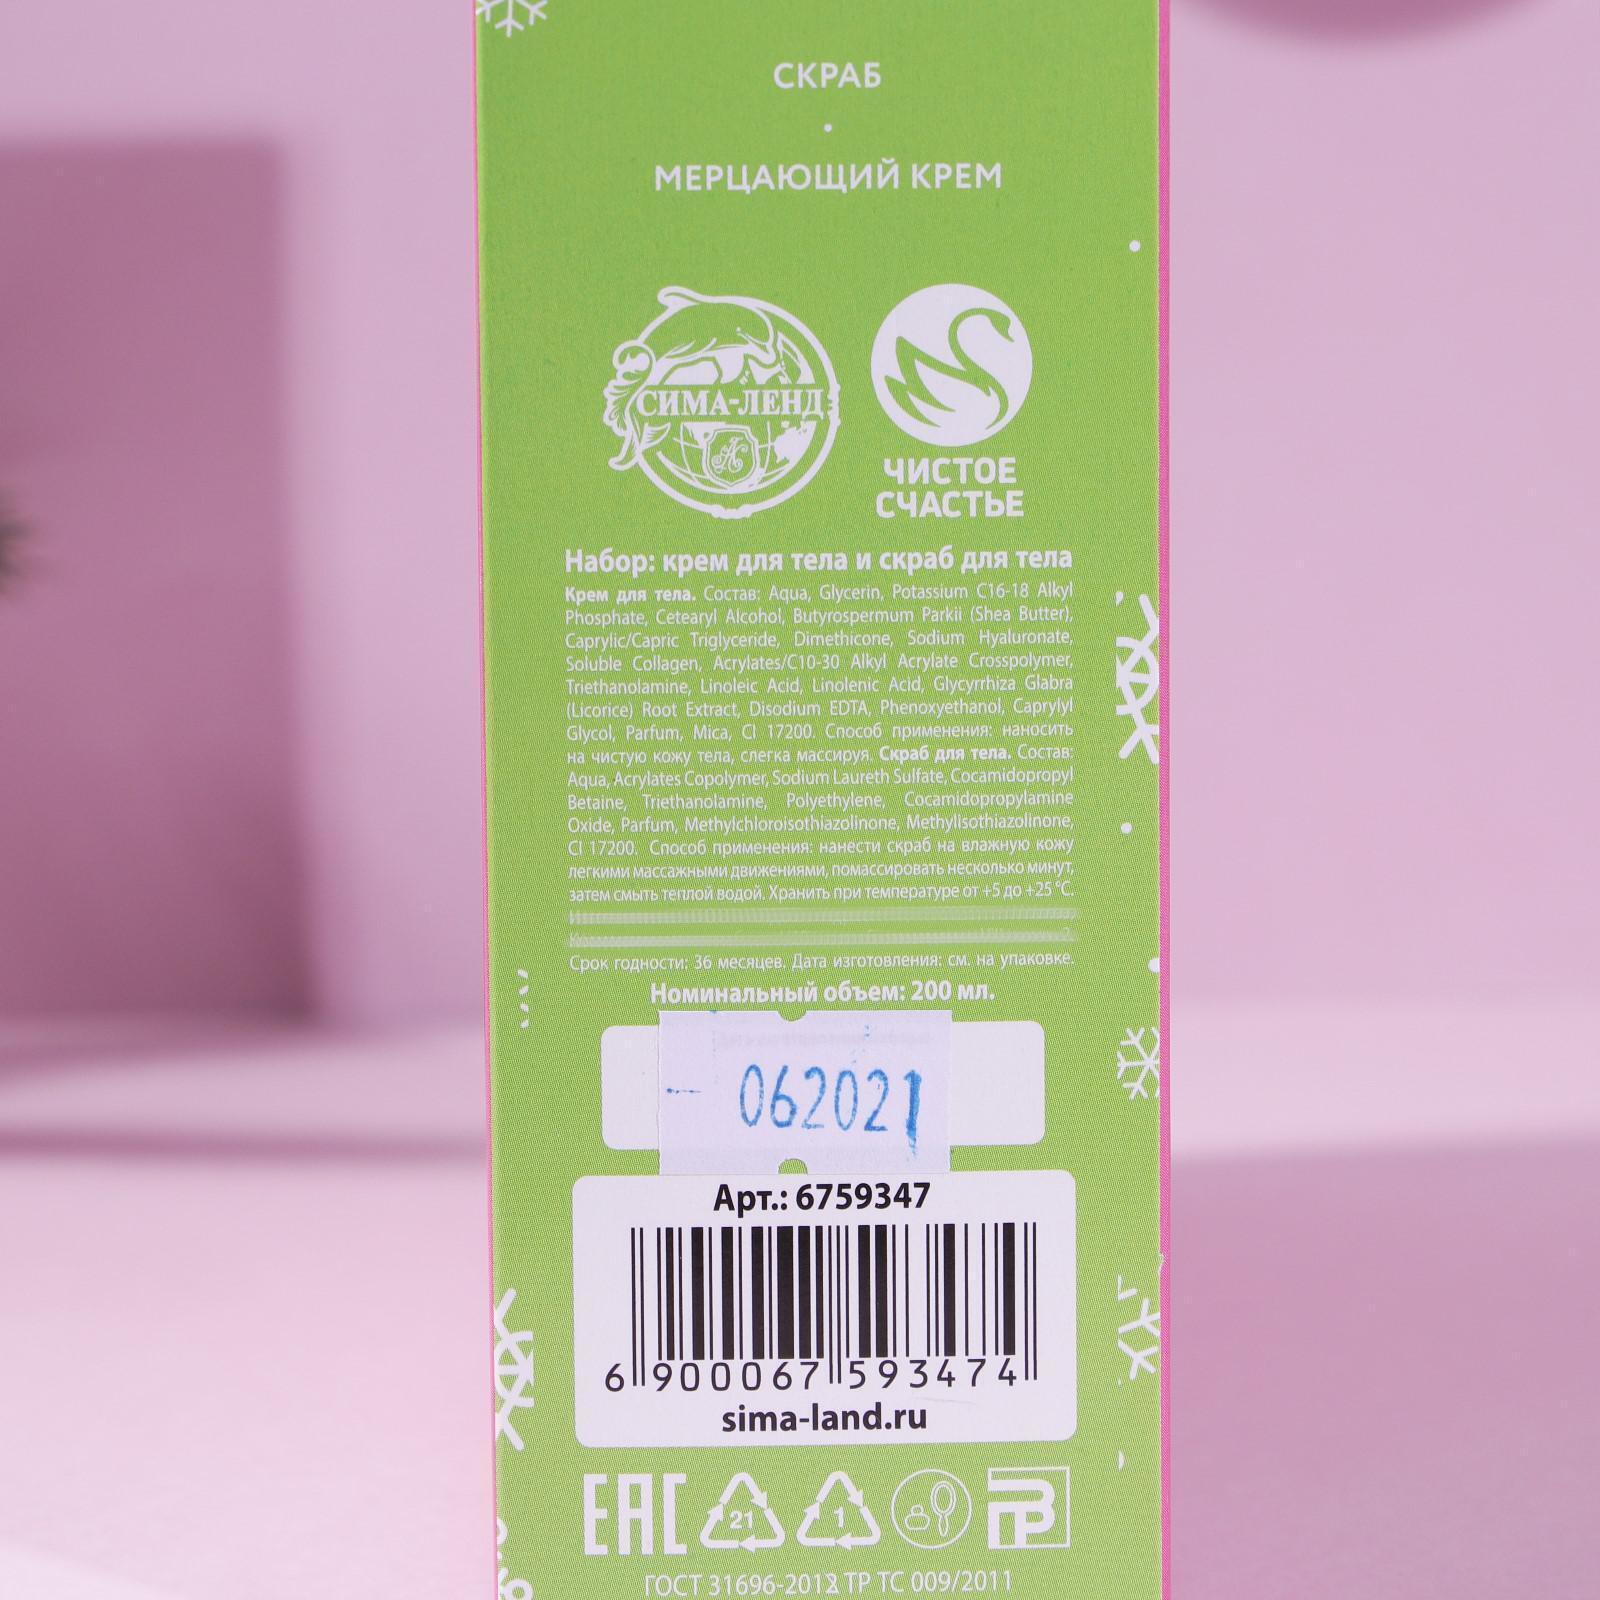 СКРАБ
МЕРЦАЮЩИЙ КРЕМ
СИМА-ЛЕНД
ЧИСТОЕ
СЧАСТЬЕ
Набор: крем для тела и скраб для тела
Крем для тела. Состав: Aqua, Glycerin, Potassium C16-18 Alkyl
Phosphate, Cetearyl Alcohol, Butyrospermum Parkii (Shea Butter),
Caprylic/Capric Triglyceride, Dimethicone, Sodium Hyaluronate,
Soluble Collagen, Acrylates/C10-30 Alkyl Acrylate Crosspolymer,
Triethanolamine, Linoleic Acid, Linolenic Acid, Glycyrrhiza Glabra
(Licorice) Root Extract, Disodium EDTA, Phenoxyethanol, Caprylyl
Glycol, Parfum, Mica, CI 17200. Способ применения: наносить
на чистую кожу тела, слегка массируя. Скраб для тела. Состав:
Aqua, Acrylates Copolymer, Sodium Laureth Sulfate, Cocamidopropyl
Betaine, Triethanolamine, Polyethylene, Cocamidopropylamine
Oxide, Parfum, Methylchloroisothiazolinone, Methylisothiazolinone,
CI 17200. Способ применения: нанести скраб на влажную кожу
легкими массажными движениями, помассировать несколько минут,
затем смыть теплой водой. Хранить при температуре от +5 до +25 °С.
Срок годности: 36 месяцев. Дата изготовления: см. на упаковке.
Номинальный объем: 200 мл.
062021
Арт.: 6759347
6 900067 593474
sima-land.ru
EAC 21 1
ГОСТ 31696-2012 ТР ТС 009/2011